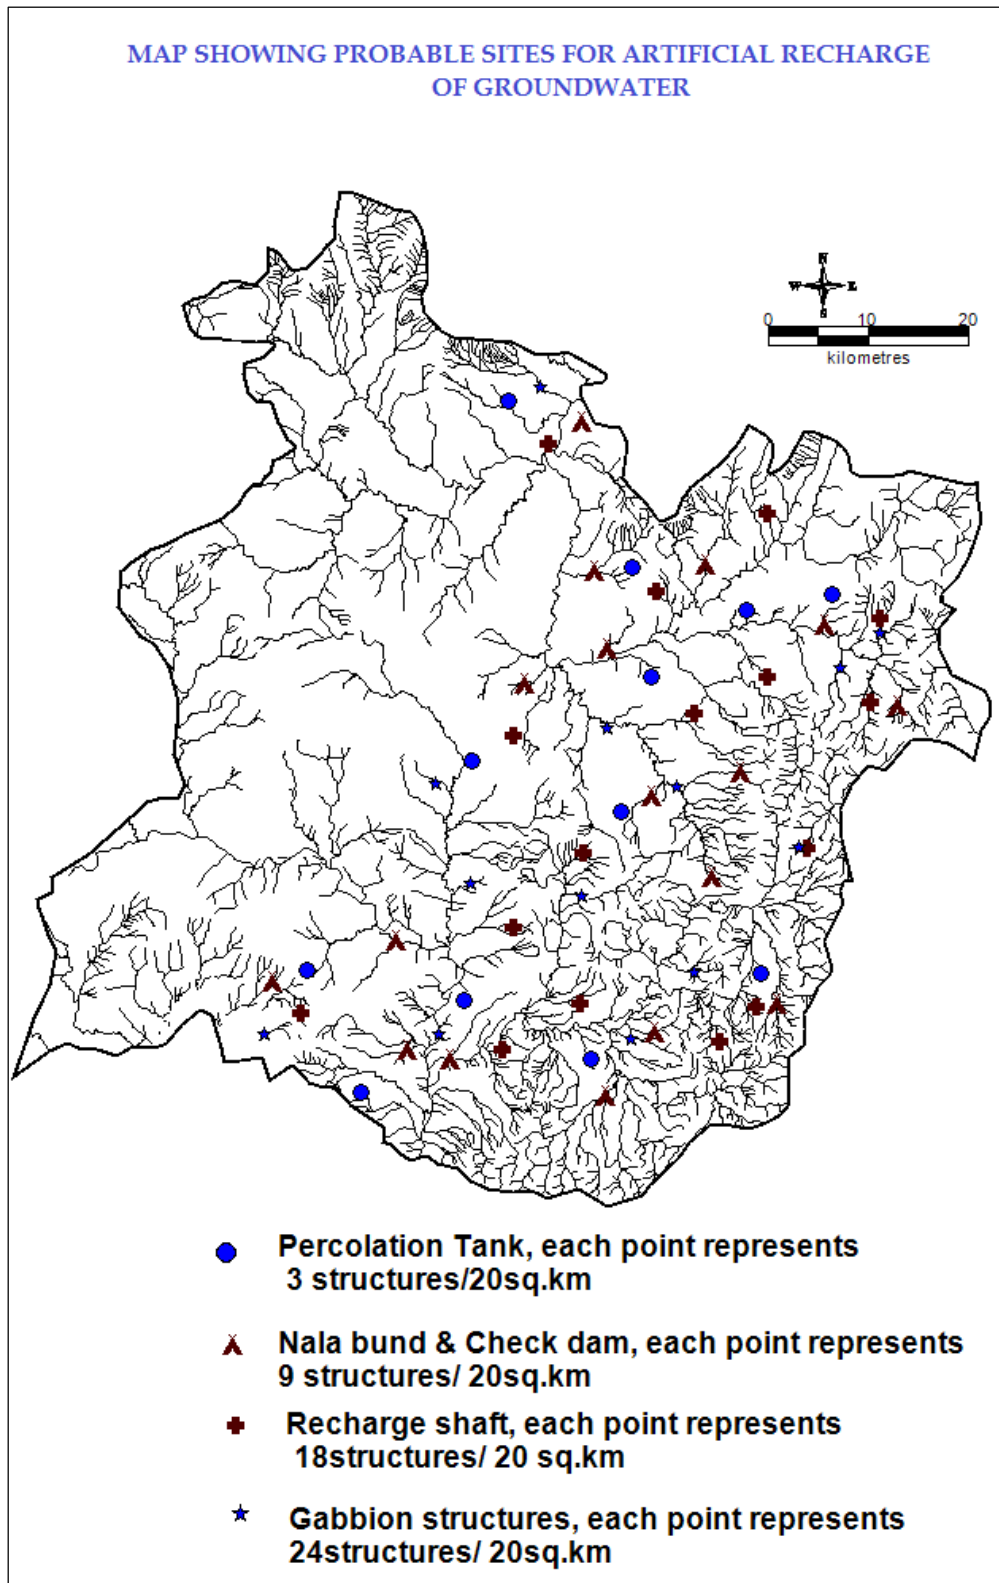 MAP SHOWING PROBABLE SITES FOR ARTIFICIAL RECHARGE
OF GROUNDWATER
N
W E
S
0 10 20
kilometres
Percolation Tank, each point represents
3 structures/20sq.km
Nala bund & Check dam, each point represents
9 structures/ 20sq.km
Recharge shaft, each point represents
18structures/ 20 sq.km
Gabbion structures, each point represents
24structures/ 20sq.km